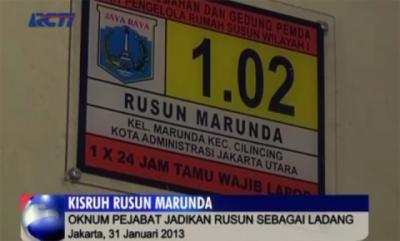 RCTI
MAHAN DAN GEDUNG PEMDA
PENGELOLA RUMAH SUSUN WILAYAH I
JAYA RAYA
1.02
RUSUN MARUNDA
KEL. MARUNDA KEC. CILINCING
KOTA ADMINISTRASI JAKARTA UTARA
1 X 24 JAM TAMU WAJIB LAPOR
KISRUH RUSUN MARUNDA
OKNUM PEJABAT JADIKAN RUSUN SEBAGAI LADANG
Jakarta, 31 Januari 2013